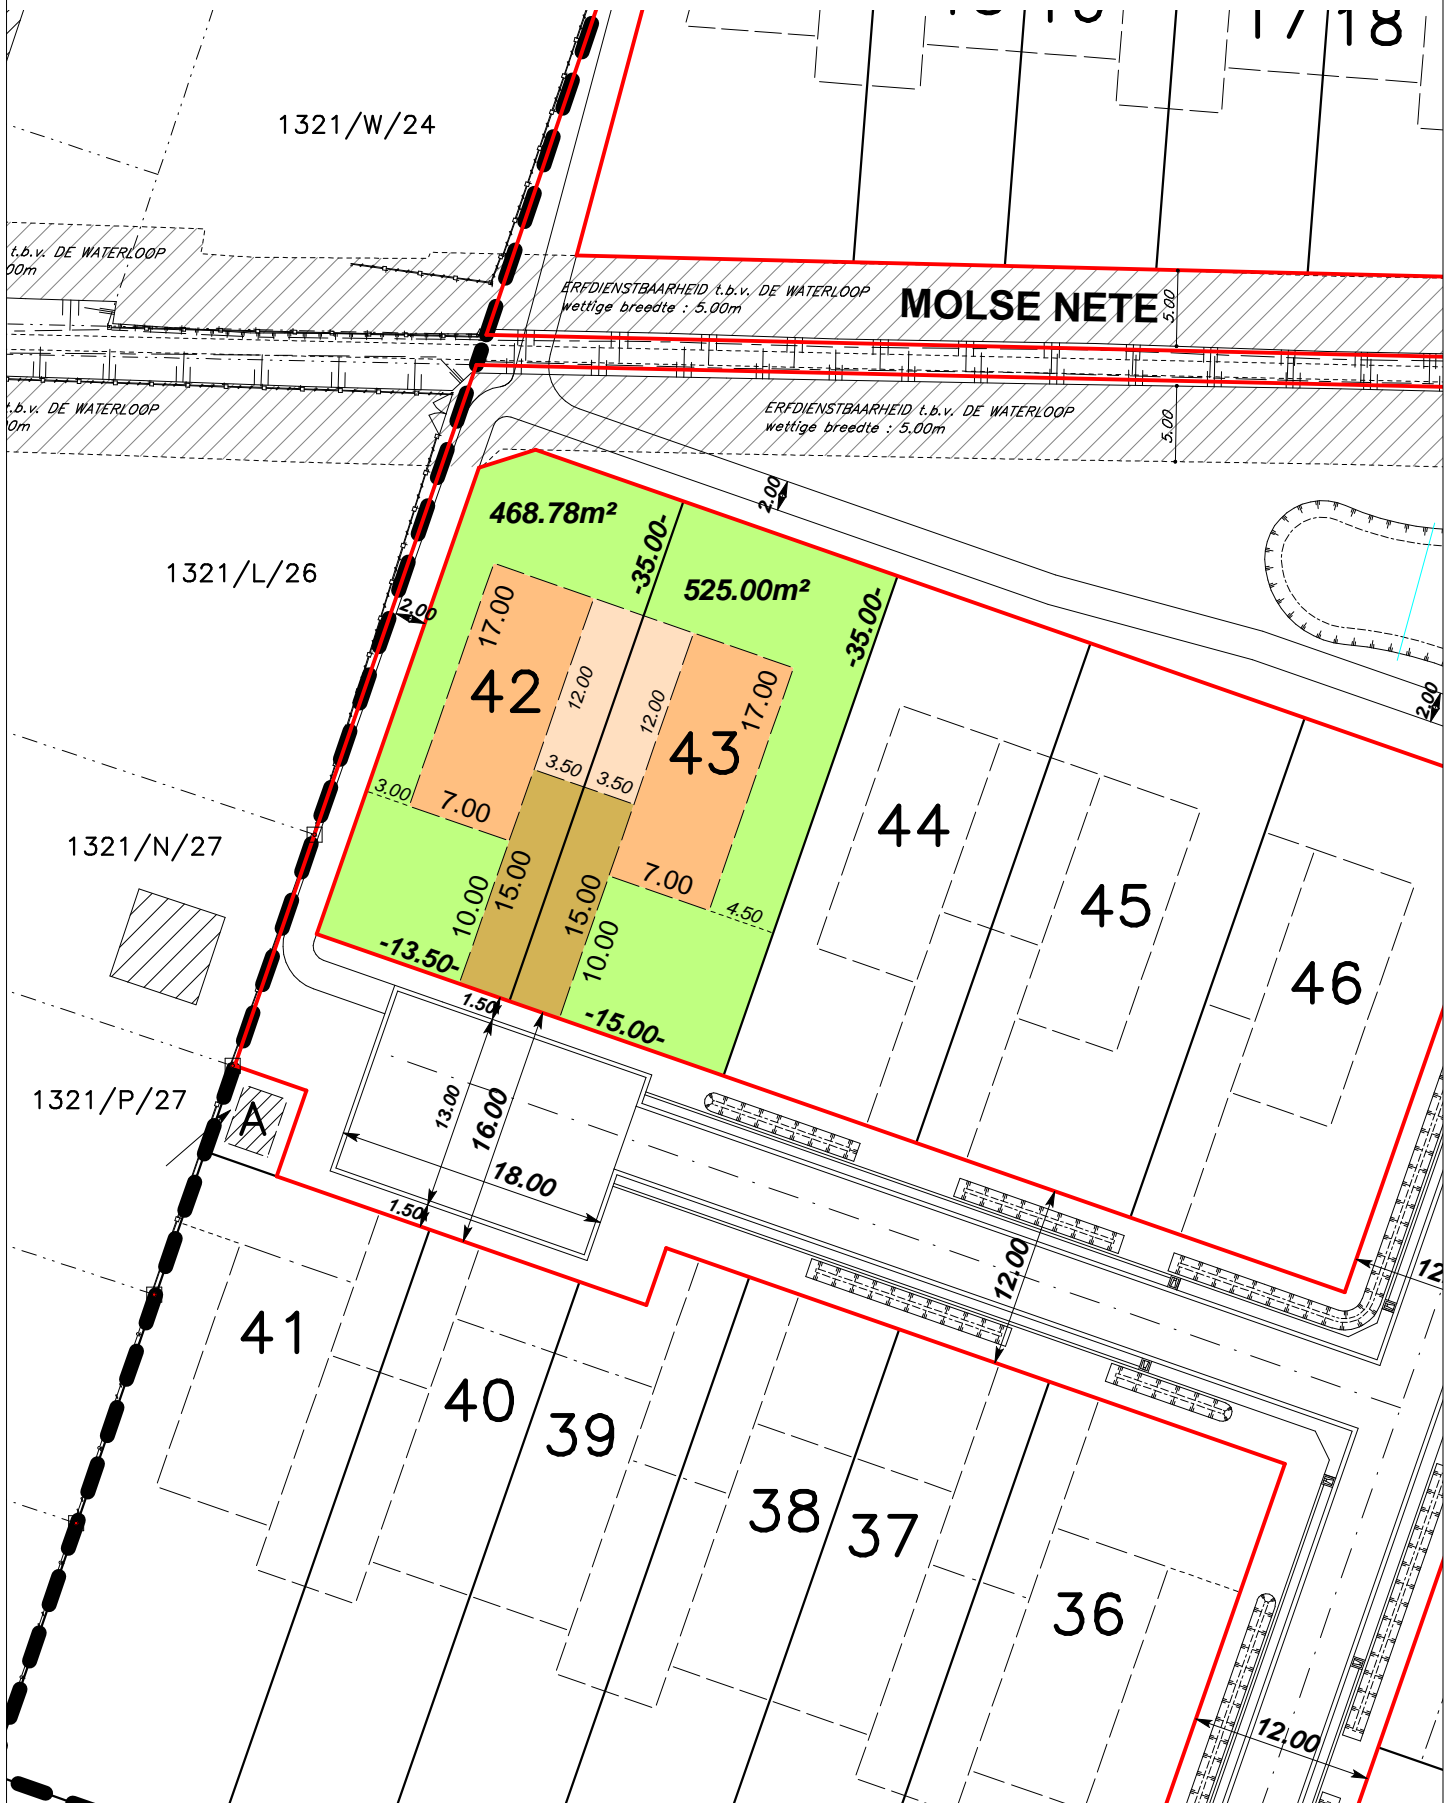 17
18
1321/W/24
t.b.v. DE WATERLOOP
00m
ERFDIENSTBAARHEID t.b.v. DE WATERLOOP
wettige breedte : 5.00m
MOLSE NETE
5.00
t.b.v. DE WATERLOOP
0m
ERFDIENSTBAARHEID t.b.v. DE WATERLOOP
wettige breedte : 5.00m
5.00
2.00
468.78m²
-35.00-
525.00m²
-35.00-
1321/L/26
2.00
17.00
42
12.00
12.00
17.00
43
2.00
3.50
3.50
3.00
7.00
44
1321/N/27
15.00
10.00
15.00
7.00
4.50
45
10.00
-13.50-
46
1.50
-15.00-
1321/P/27
A
13.00
16.00
18.00
1.50
12.00
12
41
40
39
38
37
36
12.00